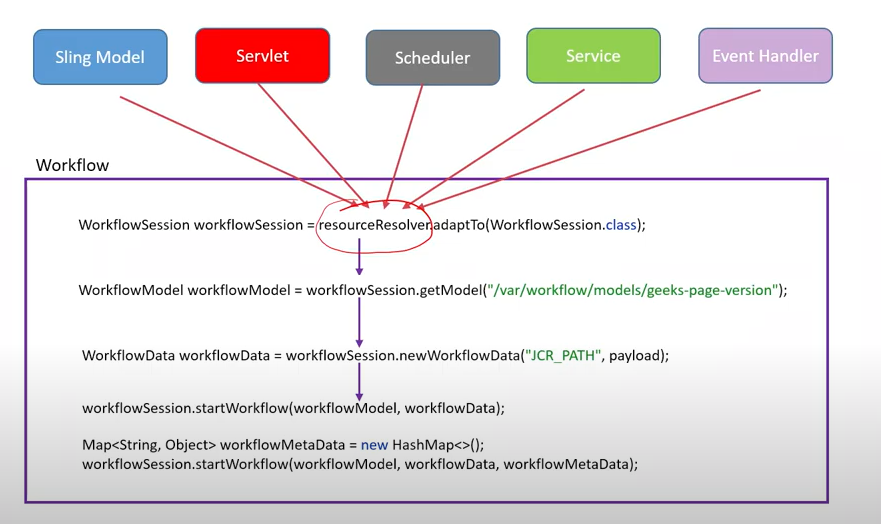 Sling Model
Servlet
Scheduler
Service
Event Handler
Workflow
WorkflowSession workflowSession = resourceResolver.adaptTo(WorkflowSession.class);
WorkflowModel workflowModel = workflowSession.getModel("/var/workflow/models/geeks-page-version");
WorkflowData workflowData = workflowSession.newWorkflowData("JCR_PATH", payload);
workflowSession.startWorkflow(workflowModel, workflowData);
Map<String, Object> workflowMetaData = new HashMap<>();
workflowSession.startWorkflow(workflowModel, workflowData, workflowMetaData);